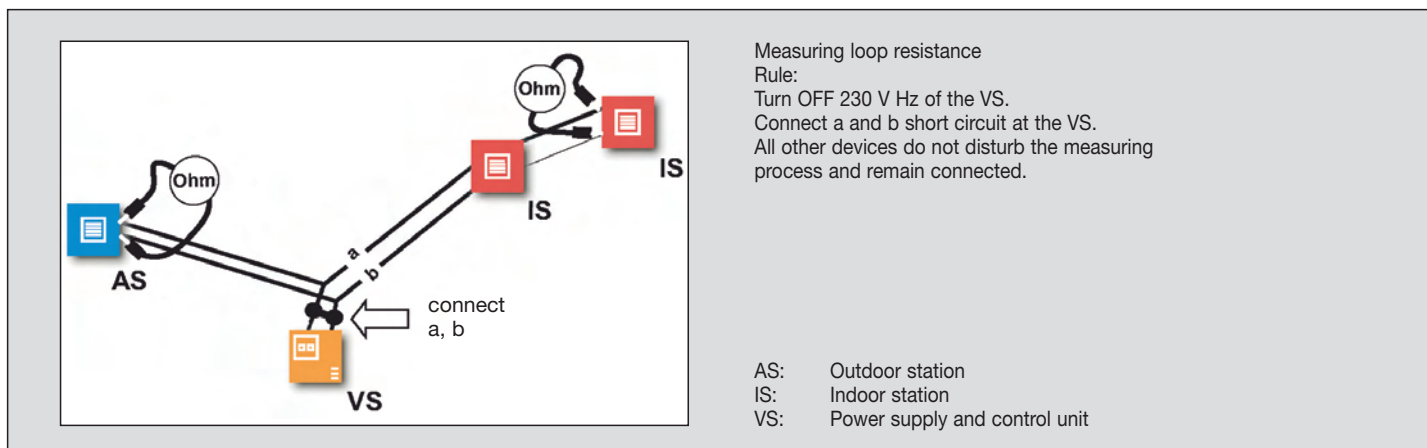 Ohm
IS
Ohm
IS
a
b
AS
connect
a, b
VS
Measuring loop resistance
Rule:
Turn OFF 230 V Hz of the VS.
Connect a and b short circuit at the VS.
All other devices do not disturb the measuring
process and remain connected.
AS: Outdoor station
IS: Indoor station
VS: Power supply and control unit